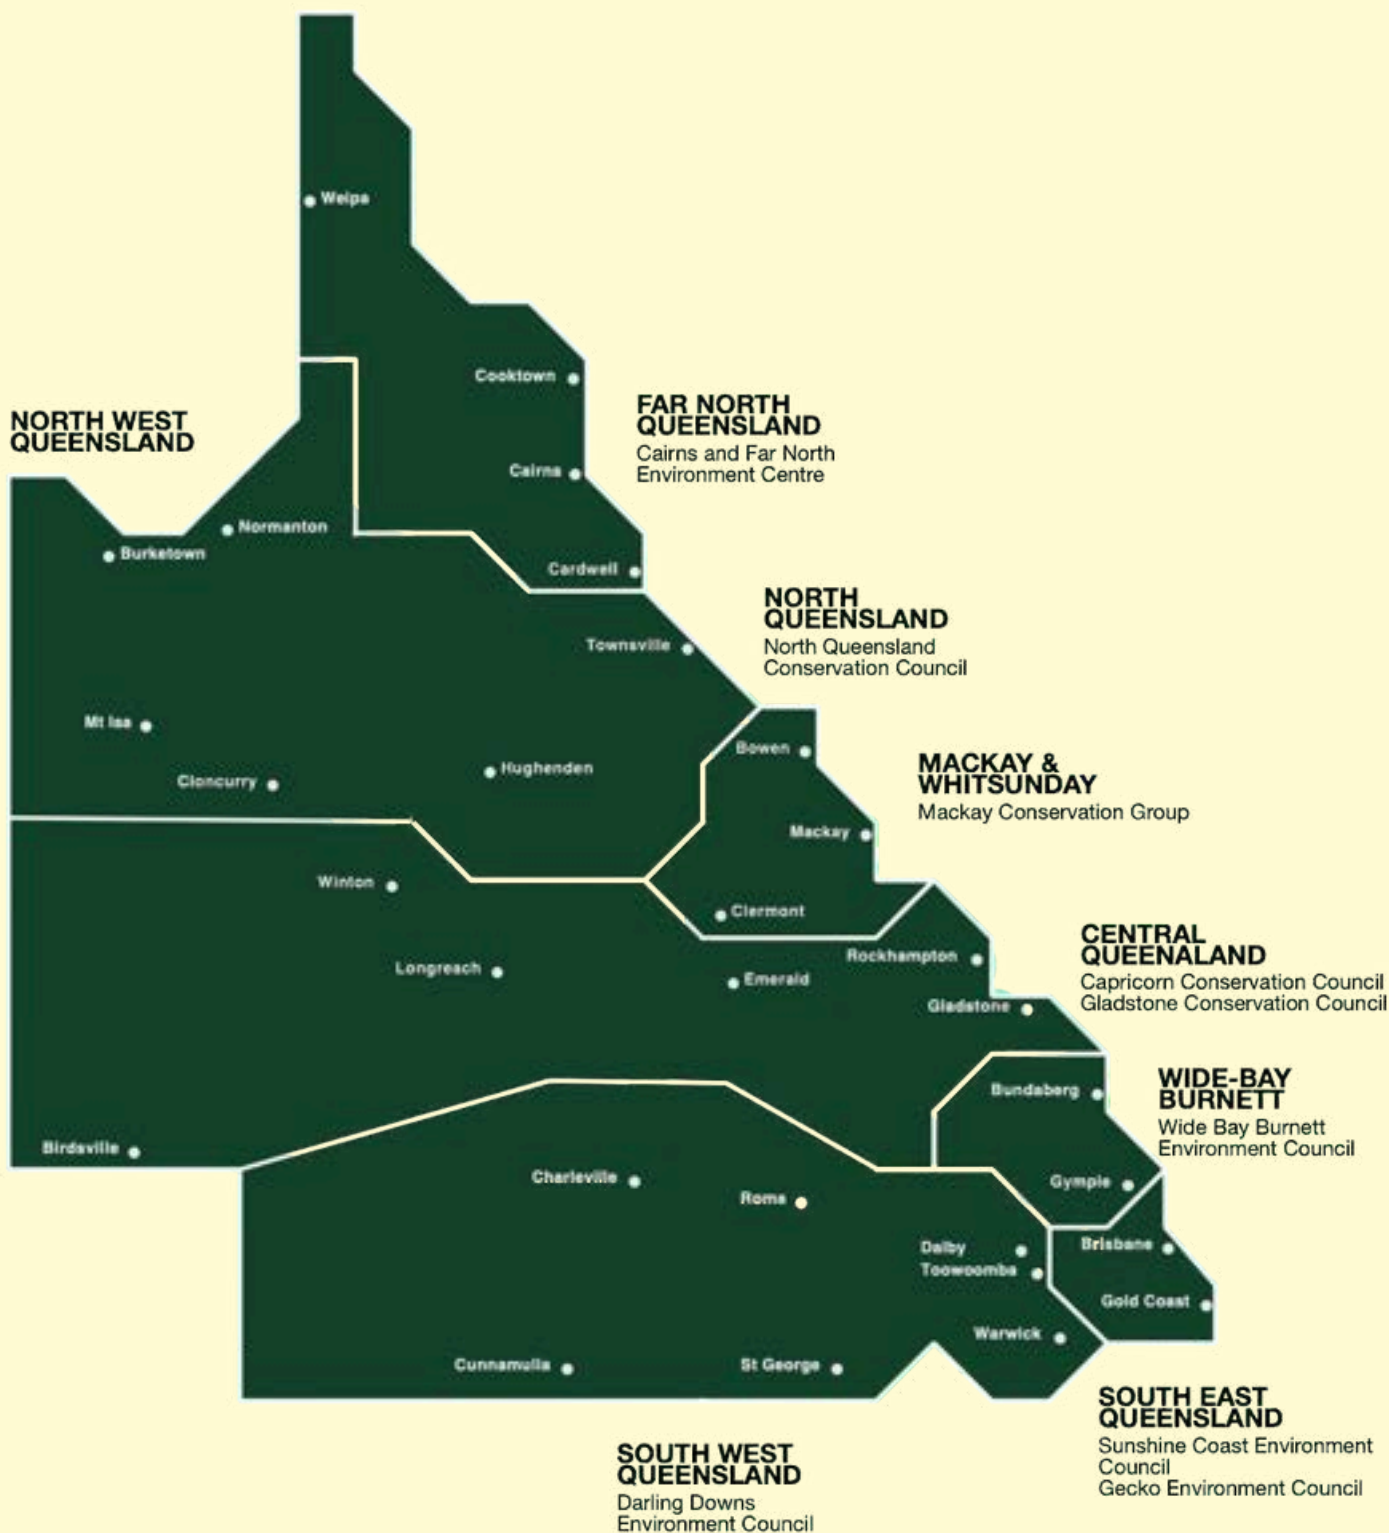 Weipa
Cooktown
NORTH WEST
QUEENSLAND
FAR NORTH
QUEENSLAND
Cairns and Far North
Environment Centre
Cairns
Normanton
Burketown
Cardwell
NORTH
QUEENSLAND
North Queensland
Conservation Council
Townsville
Mt Isa
Bowen
Hughenden
Cloncurry
MACKAY &
WHITSUNDAY
Mackay Conservation Group
Mackay
Winton
Clermont
CENTRAL
QUEENALAND
Capricorn Conservation Council
Gladstone Conservation Council
Rockhampton
Longreach
Emerald
Gladstone
WIDE-BAY
BURNETT
Wide Bay Burnett
Environment Council
Bundaberg
Birdsville
Charleville
Gympie
Roma
Dalby
Brisbane
Toowoomba
Gold Coast
Warwick
Cunnamulla
St George
SOUTH EAST
QUEENSLAND
Sunshine Coast Environment
Council
Gecko Environment Council
SOUTH WEST
QUEENSLAND
Darling Downs
Environment Council